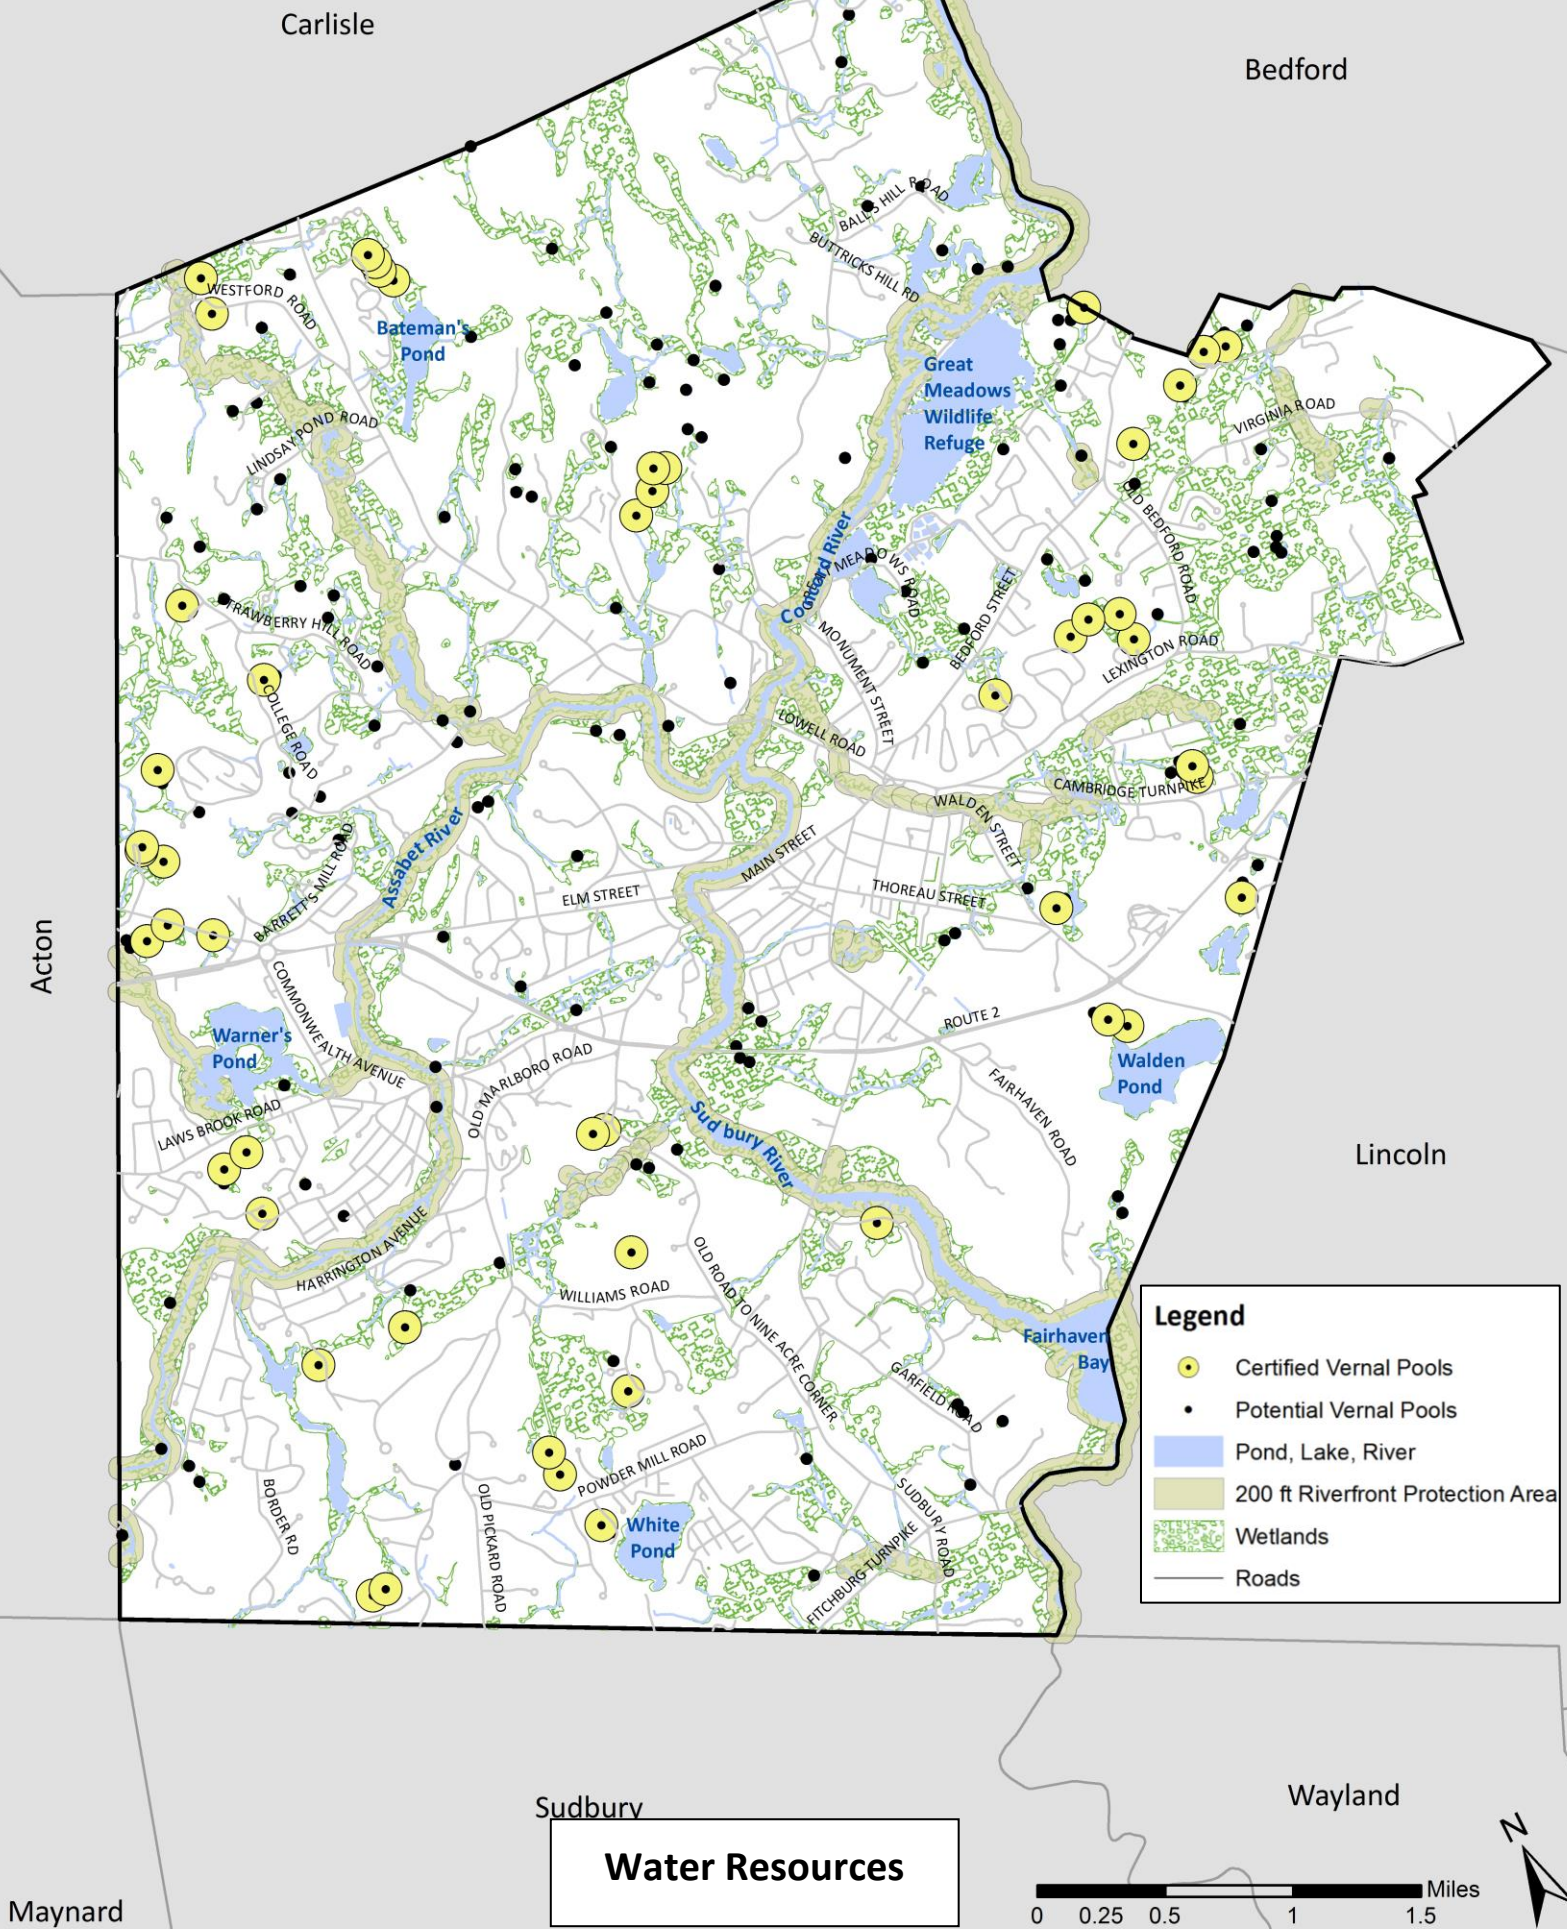 Carlisle
Bedford
BALL'S HILL ROAD
BUTTRICKS HILL RD
WESTFORD ROAD
Bateman's
Pond
Great
Meadows
Wildlife
Refuge
VIRGINIA ROAD
LINDSAY POND ROAD
OLD BEDFORD ROAD
Concord River
GREAT MEADOWS ROAD
BEDFORD STREET
STRAWBERRY HILL ROAD
MONUMENT STREET
LEXINGTON ROAD
COLLEGE ROAD
LOWELL ROAD
CAMBRIDGE TURNPIKE
WALDEN STREET
Assabet River
MAIN STREET
BARRETT'S MILL ROAD
ELM STREET
THOREAU STREET
Acton
COMMONWEALTH AVENUE
ROUTE 2
Warner's
Pond
OLD MARLBORO ROAD
Walden
Pond
FAIRHAVEN ROAD
LAWS BROOK ROAD
Sudbury River
Lincoln
HARRINGTON AVENUE
WILLIAMS ROAD
OLD ROAD TO NINE ACRE CORNER
Fairhaven
Bay
GARFIELD ROAD
POWDER MILL ROAD
BORDER RD
OLD PICKARD ROAD
SUDBURY ROAD
White
Pond
FITCHBURG TURNPIKE
Legend
Certified Vernal Pools
Potential Vernal Pools
Pond, Lake, River
200 ft Riverfront Protection Area
Wetlands
Roads
Sudbury
Wayland
Water Resources
Maynard
N
Miles
0 0.25 0.5 1 1.5